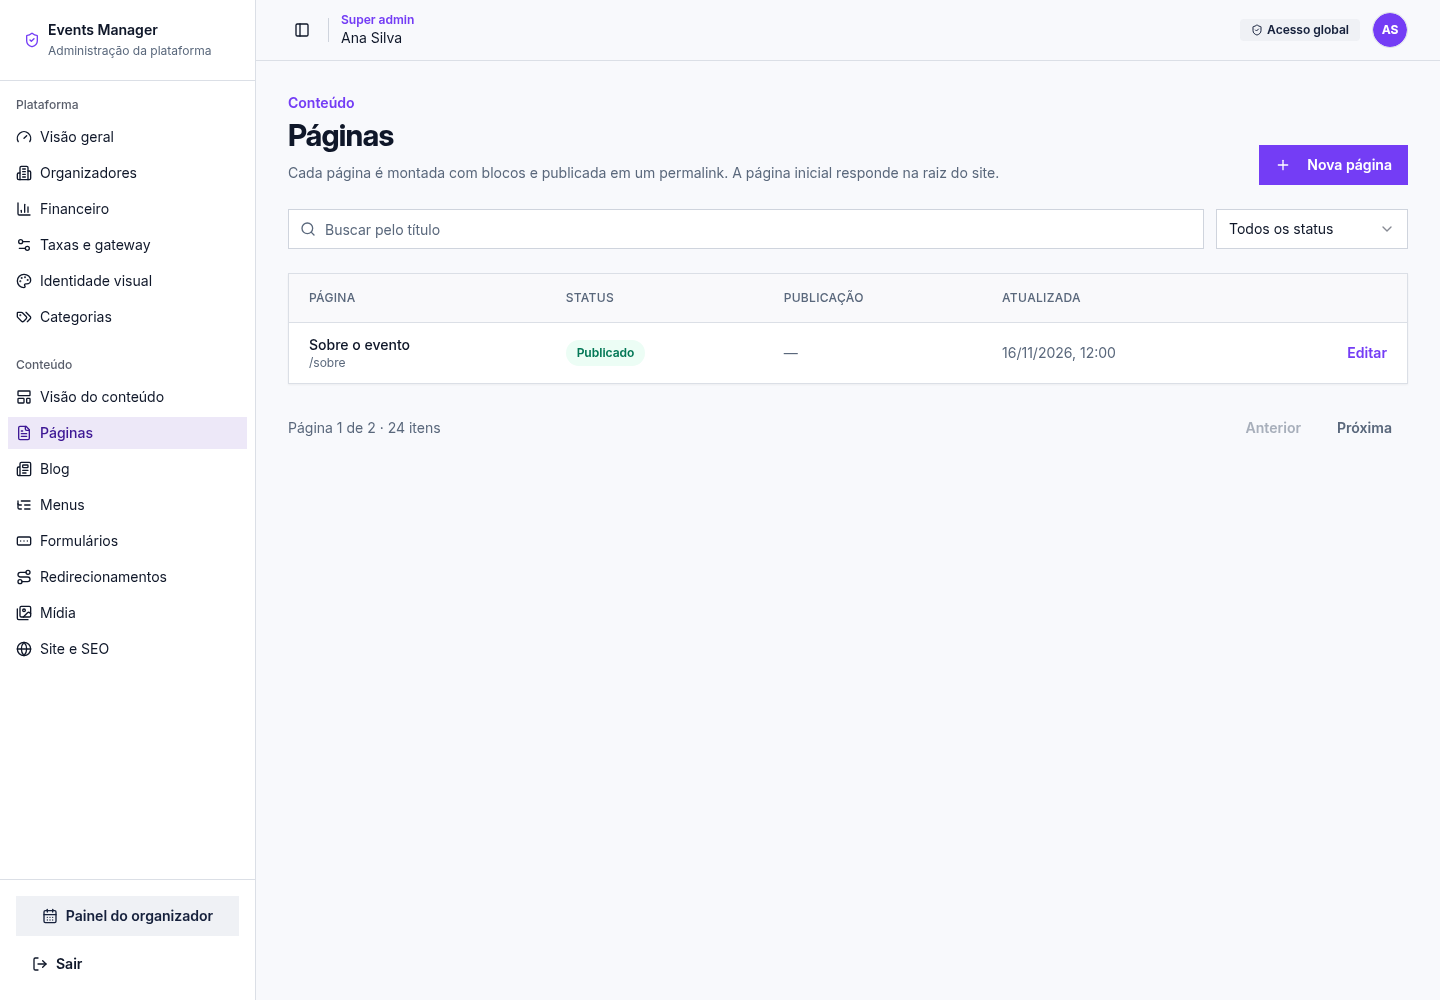 Events Manager
Administração da plataforma
Plataforma
Visão geral
Organizadores
Financeiro
Taxas e gateway
Identidade visual
Categorias
Conteúdo
Visão do conteúdo
Páginas
Blog
Menus
Formulários
Redirecionamentos
Mídia
Site e SEO
Painel do organizador
Sair
Super admin
Ana Silva
Acesso global
AS
Conteúdo
Páginas
Cada página é montada com blocos e publicada em um permalink. A página inicial responde na raiz do site.
Nova página
Buscar pelo título
Todos os status
PÁGINA STATUS PUBLICAÇÃO ATUALIZADA
Sobre o evento
/sobre
Publicado
—
16/11/2026, 12:00
Editar
Página 1 de 2 · 24 itens
Anterior
Próxima